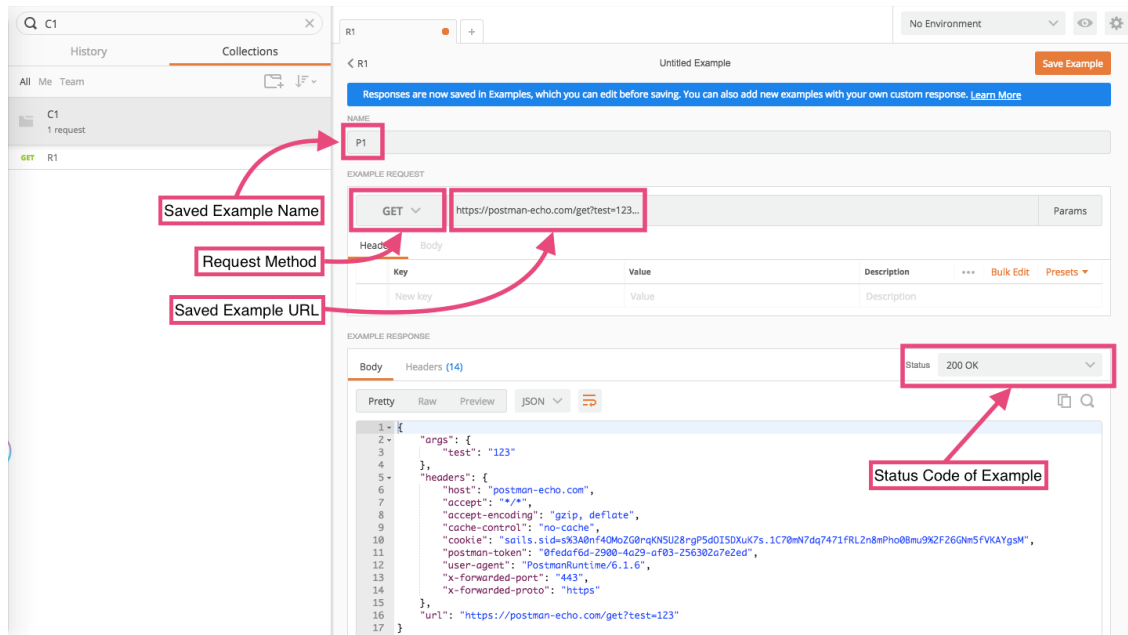 C1
History Collections
All Me Team
C1
1 request
GET R1
R1
No Environment
R1
Untitled Example
Save Example
Responses are now saved in Examples, which you can edit before saving. You can also add new examples with your own custom response. Learn More
NAME
P1
EXAMPLE REQUEST
GET https://postman-echo.com/get?test=123... Params
Headers Body
Key Value Description Bulk Edit Presets
New key Value Description
Saved Example Name
Request Method
Saved Example URL
EXAMPLE RESPONSE
Body Headers (14) Status 200 OK
Pretty Raw Preview JSON
Status Code of Example
1 {
2 "args": {
3 "test": "123"
4 },
5 "headers": {
6 "host": "postman-echo.com",
7 "accept": "*/*",
8 "accept-encoding": "gzip, deflate",
9 "cache-control": "no-cache",
10 "cookie": "sails.sid=s%3A0nf4OMoZG0rqKN5U28rgP5dOI5DXuK7s.1C70mN7dq7471fRL2n8mPho0Bmu9%2F26GNm5fVKAYgsM",
11 "postman-token": "0fedaf6d-2900-4a29-af03-256302a7e2ed",
12 "user-agent": "PostmanRuntime/6.1.6",
13 "x-forwarded-port": "443",
14 "x-forwarded-proto": "https"
15 },
16 "url": "https://postman-echo.com/get?test=123"
17 }